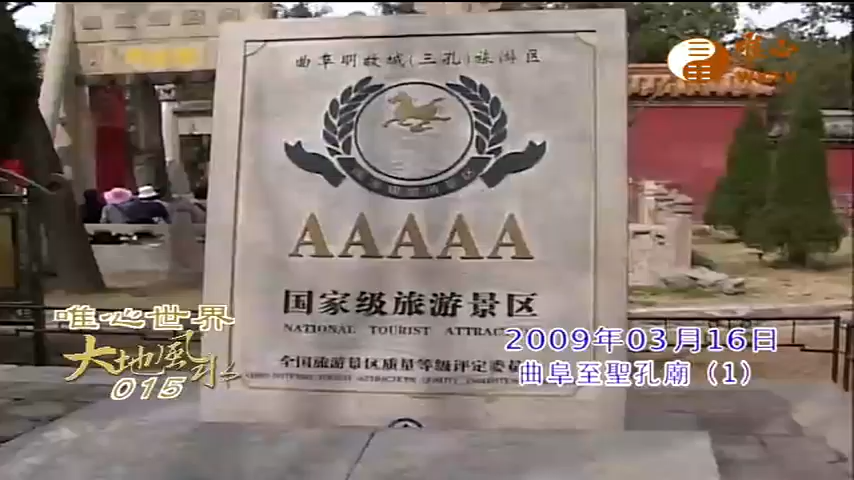 曲阜明故城(三孔)旅游区
AAAAA
国家级旅游景区
NATIONAL TOURIST ATTRAC
全国旅游景区质量等级评定委
唯心世界
大地風水
015
2009年03月16日
曲阜至聖孔廟（1）